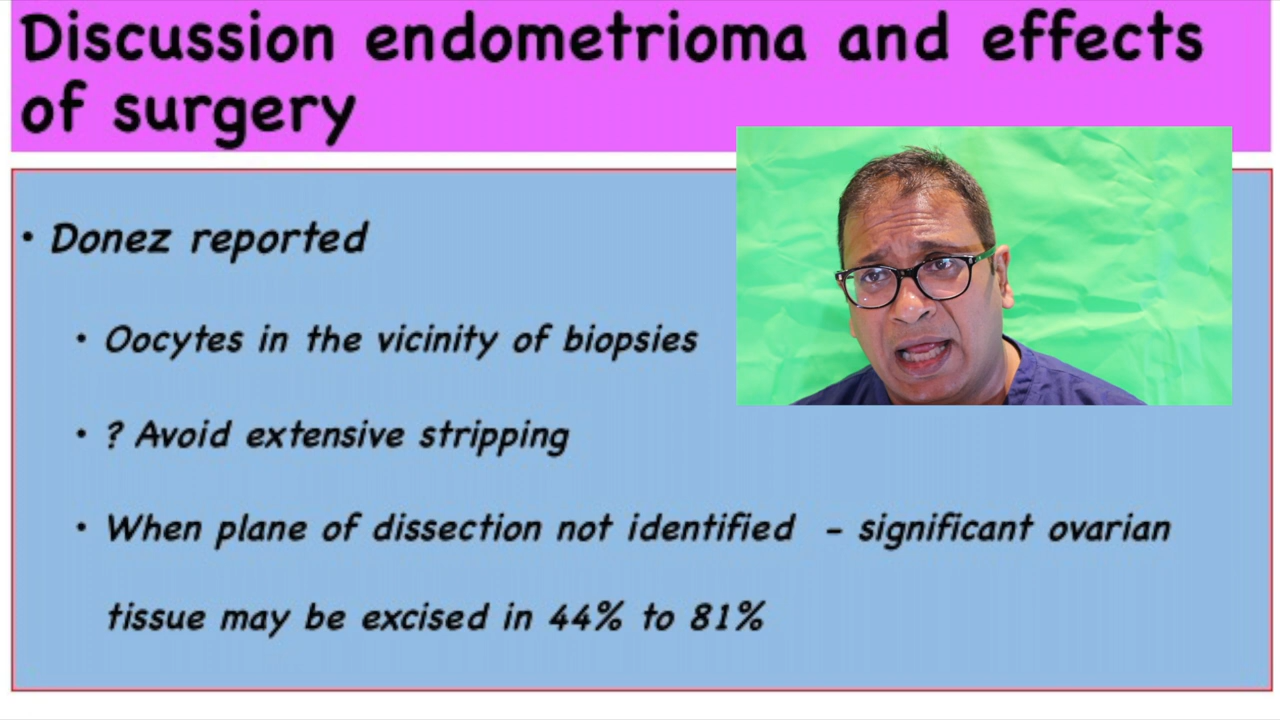 Discussion endometrioma and effects
of surgery
• Donez reported
• Oocytes in the vicinity of biopsies
• ? Avoid extensive stripping
• When plane of dissection not identified - significant ovarian
tissue may be excised in 44% to 81%